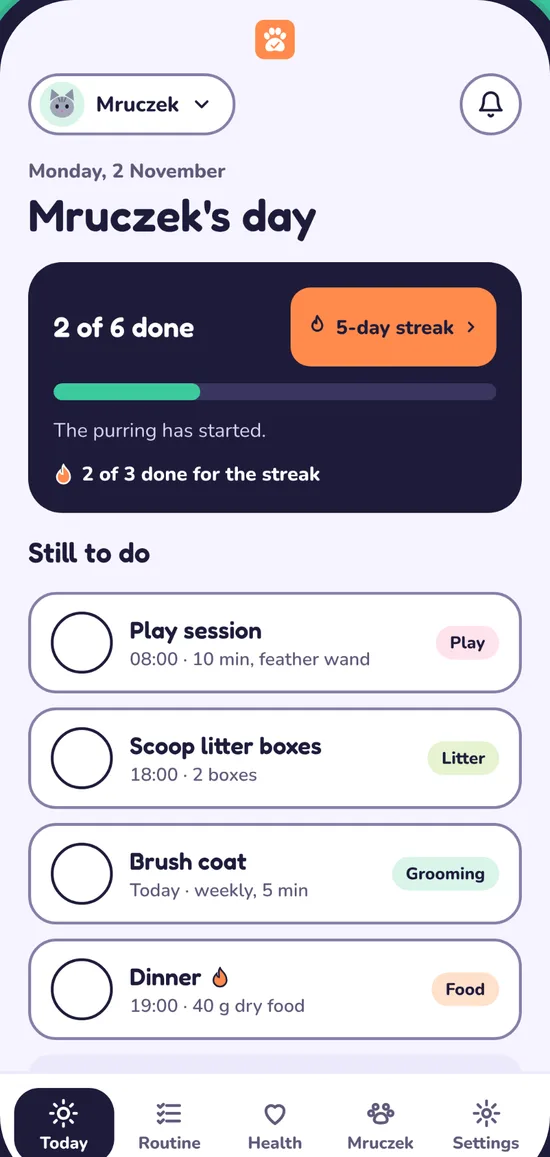 Mruczek
Monday, 2 November
Mruczek's day
2 of 6 done
5-day streak
The purring has started.
2 of 3 done for the streak
Still to do
Play session
08:00 · 10 min, feather wand
Play
Scoop litter boxes
18:00 · 2 boxes
Litter
Brush coat
Today · weekly, 5 min
Grooming
Dinner
19:00 · 40 g dry food
Food
Today
Routine
Health
Mruczek
Settings